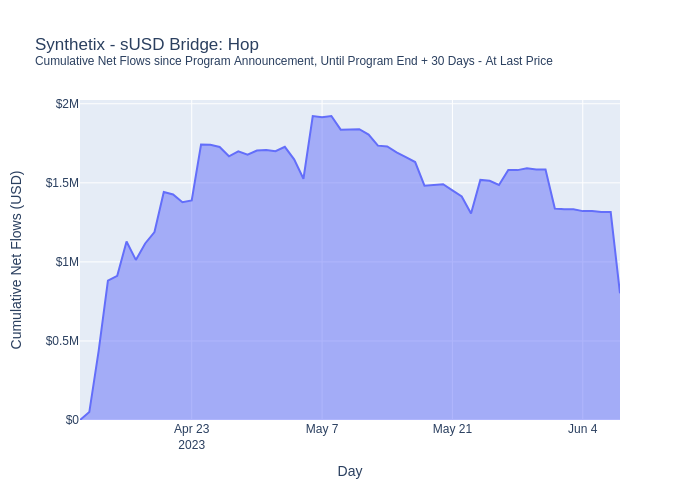 Synthetix - sUSD Bridge: Hop
Cumulative Net Flows since Program Announcement, Until Program End + 30 Days - At Last Price
$2M
$1.5M
$1M
$0.5M
$0
Cumulative Net Flows (USD)
Apr 23
2023
May 7
May 21
Jun 4
Day